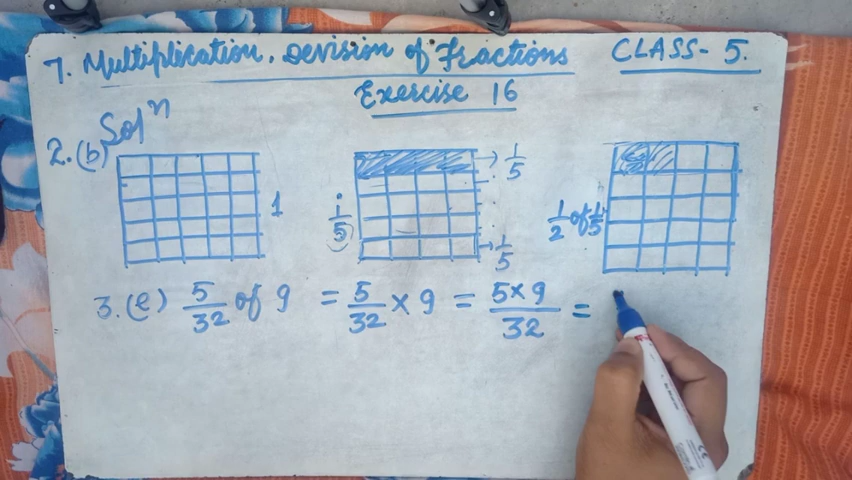 7. Multiplication, Devision of Fractions CLASS- 5.
Exercise 16
2. (b) Solⁿ
1
1/5
→ 1/5
→ 1/5
1/2 of 1/5
3. (e) 5/32 of 9 = 5/32 × 9 = 5×9/32 =